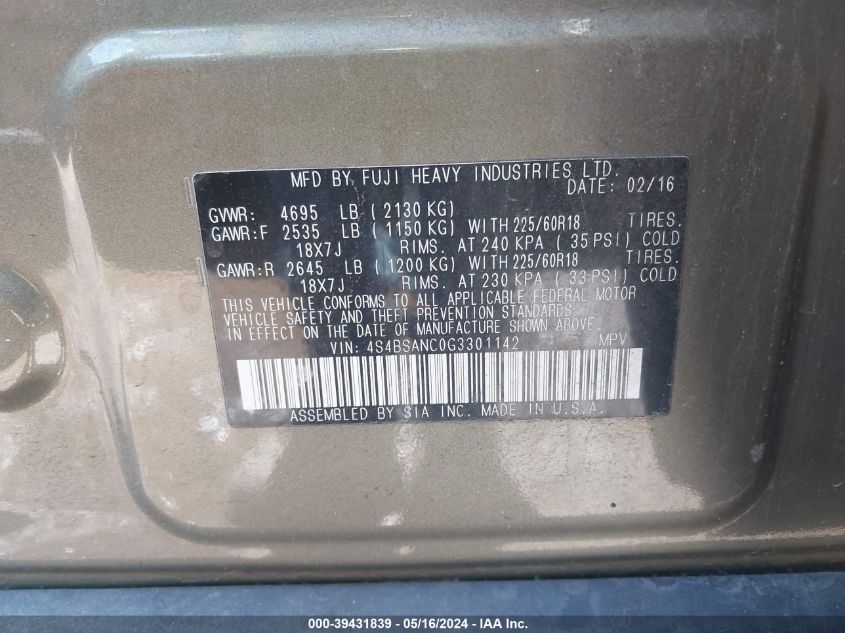 MFD BY FUJI HEAVY INDUSTRIES LTD.
DATE: 02/16
GVWR: 4695 LB ( 2130 KG)
GAWR:F 2535 LB ( 1150 KG) WITH 225/60R18 TIRES.
18X7J RIMS. AT 240 KPA ( 35 PSI) COLD
GAWR:R 2645 LB ( 1200 KG) WITH 225/60R18 TIRES.
18X7J RIMS. AT 230 KPA ( 33 PSI) COLD
THIS VEHICLE CONFORMS TO ALL APPLICABLE FEDERAL MOTOR
VEHICLE SAFETY AND THEFT PREVENTION STANDARDS
IN EFFECT ON THE DATE OF MANUFACTURE SHOWN ABOVE.
VIN: 4S4BSANC0G3301142 MPV
ASSEMBLED BY SIA INC. MADE IN U.S.A.
000-39431839 - 05/16/2024 - IAAI.com